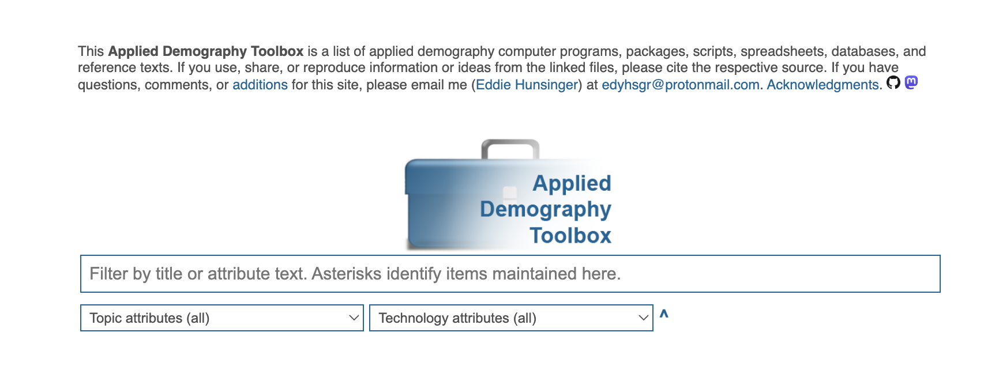 This Applied Demography Toolbox is a list of applied demography computer programs, packages, scripts, spreadsheets, databases, and
reference texts. If you use, share, or reproduce information or ideas from the linked files, please cite the respective source. If you have
questions, comments, or additions for this site, please email me (Eddie Hunsinger) at edyhsgr@protonmail.com. Acknowledgments.
Applied
Demography
Toolbox
Filter by title or attribute text. Asterisks identify items maintained here.
Topic attributes (all)
Technology attributes (all)
^